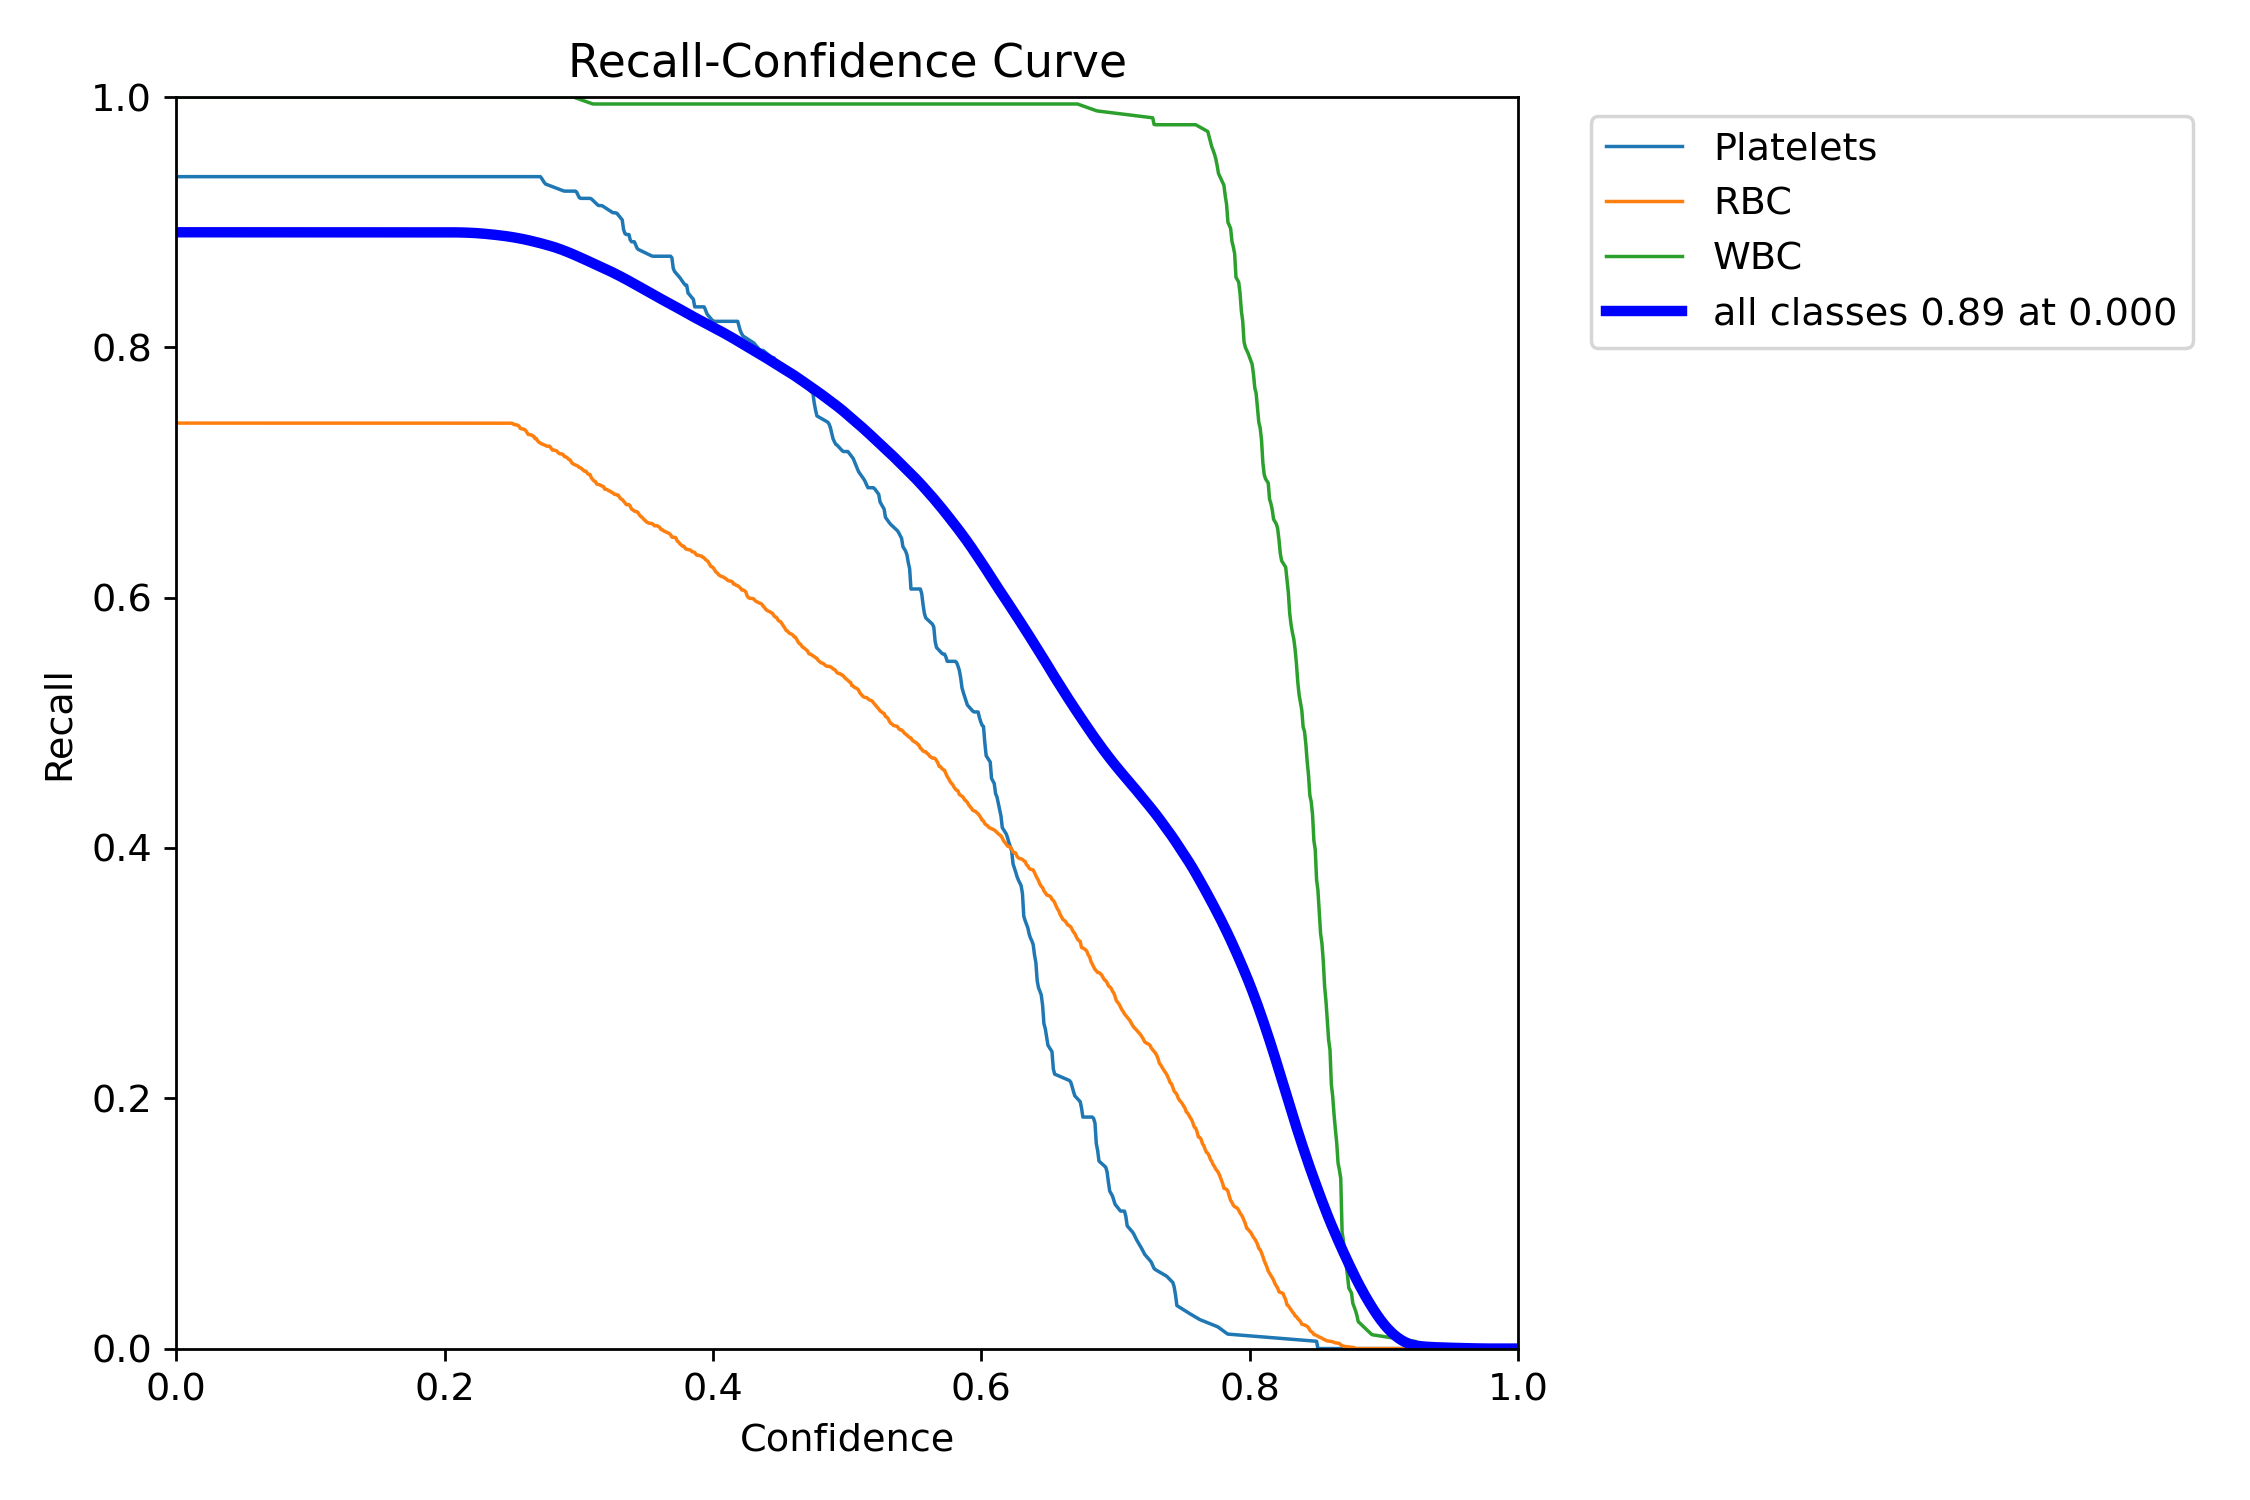 Recall-Confidence Curve
1.0
0.8
0.6
0.4
0.2
0.0
Recall
0.0 0.2 0.4 0.6 0.8 1.0
Confidence
Platelets
RBC
WBC
all classes 0.89 at 0.000